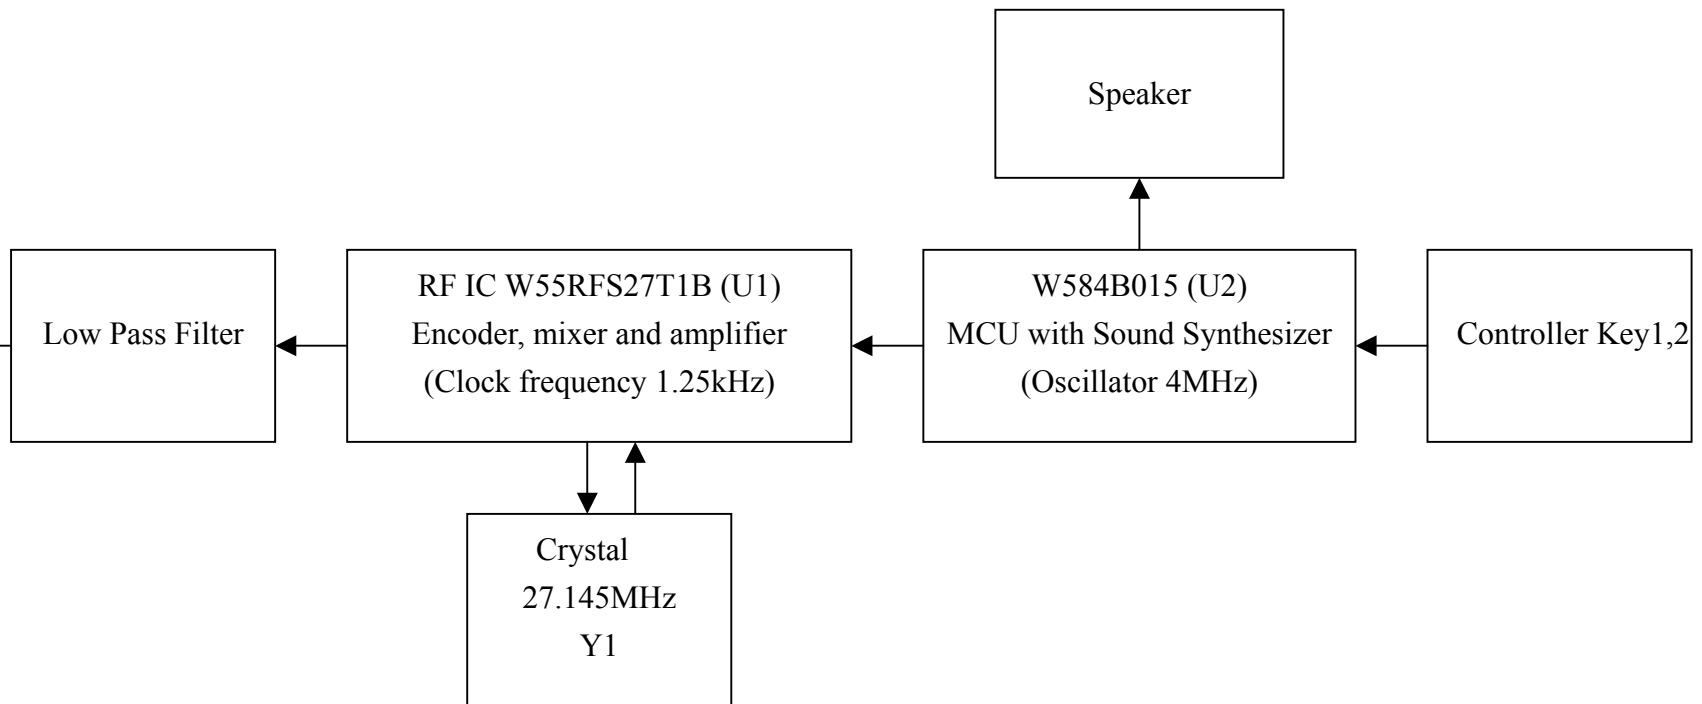 Speaker
Low Pass Filter
RF IC W55RFS27T1B (U1)
Encoder, mixer and amplifier
(Clock frequency 1.25kHz)
W584B015 (U2)
MCU with Sound Synthesizer
(Oscillator 4MHz)
Controller Key1,2
Crystal
27.145MHz
Y1